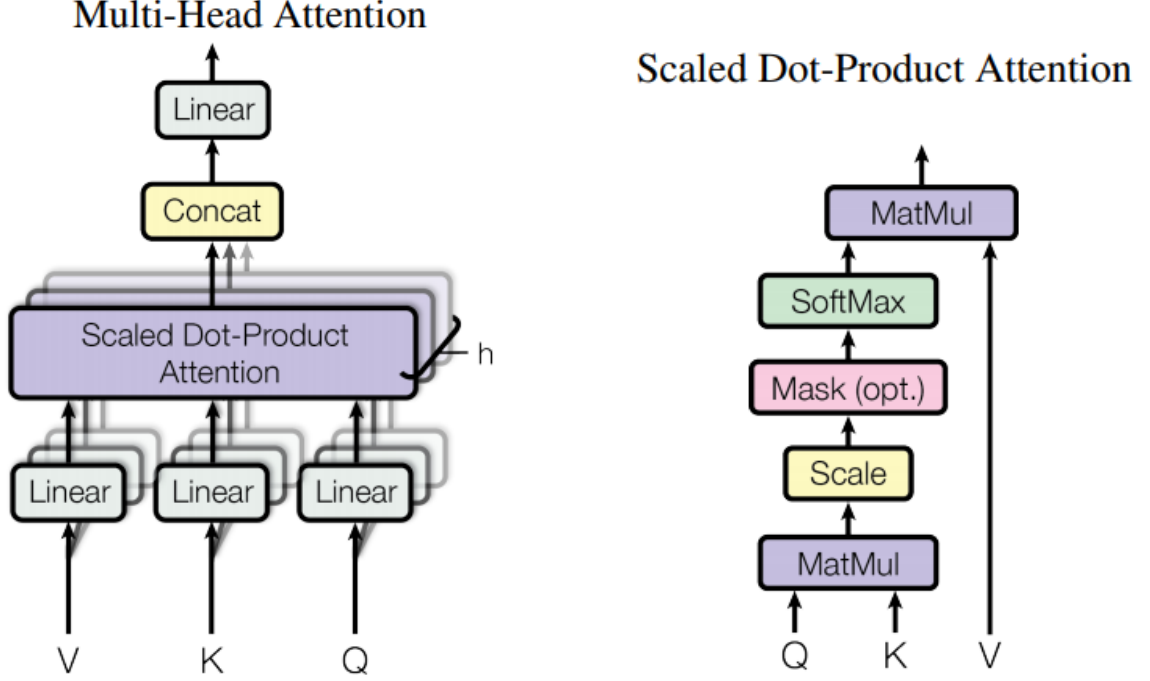 Multi-Head Attention
Linear
Concat
Scaled Dot-Product
Attention
h
Linear Linear Linear
V K Q
Scaled Dot-Product Attention
MatMul
SoftMax
Mask (opt.)
Scale
MatMul
Q K V